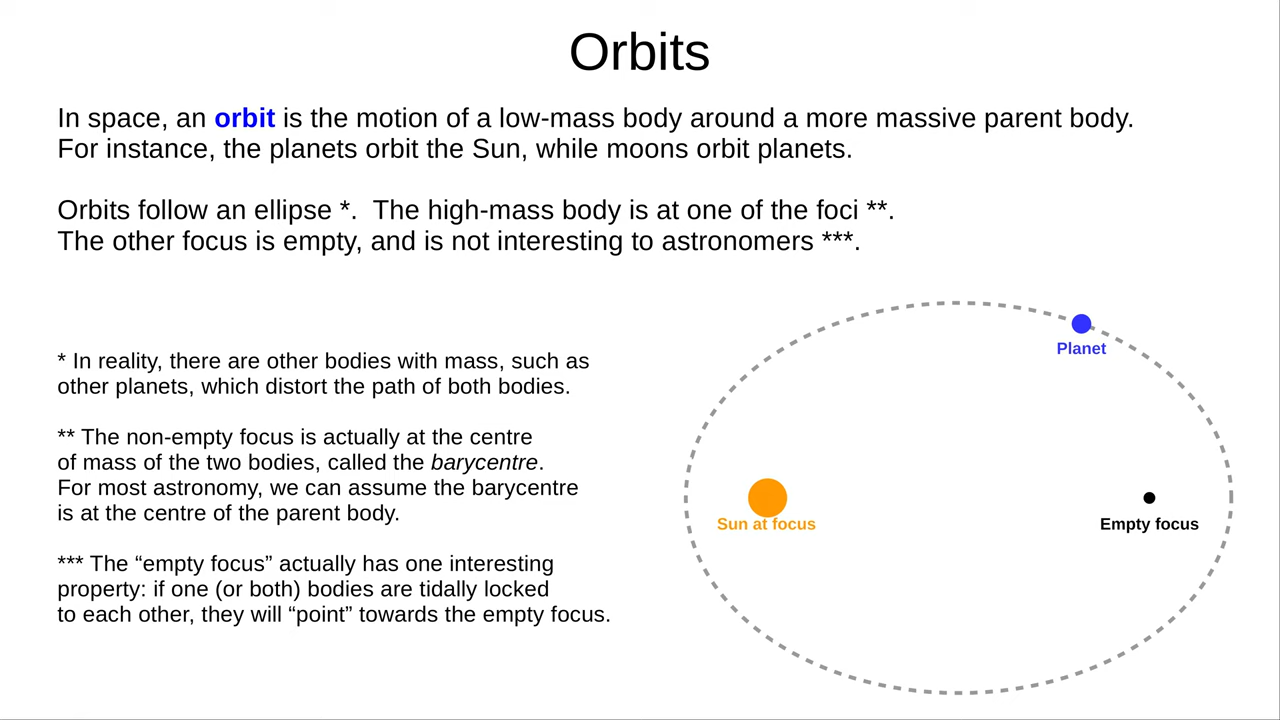 Orbits
In space, an orbit is the motion of a low-mass body around a more massive parent body.
For instance, the planets orbit the Sun, while moons orbit planets.
Orbits follow an ellipse *.  The high-mass body is at one of the foci **.
The other focus is empty, and is not interesting to astronomers ***.
* In reality, there are other bodies with mass, such as
other planets, which distort the path of both bodies.
** The non-empty focus is actually at the centre
of mass of the two bodies, called the barycentre.
For most astronomy, we can assume the barycentre
is at the centre of the parent body.
*** The “empty focus” actually has one interesting
property: if one (or both) bodies are tidally locked
to each other, they will “point” towards the empty focus.
Planet
Sun at focus
Empty focus